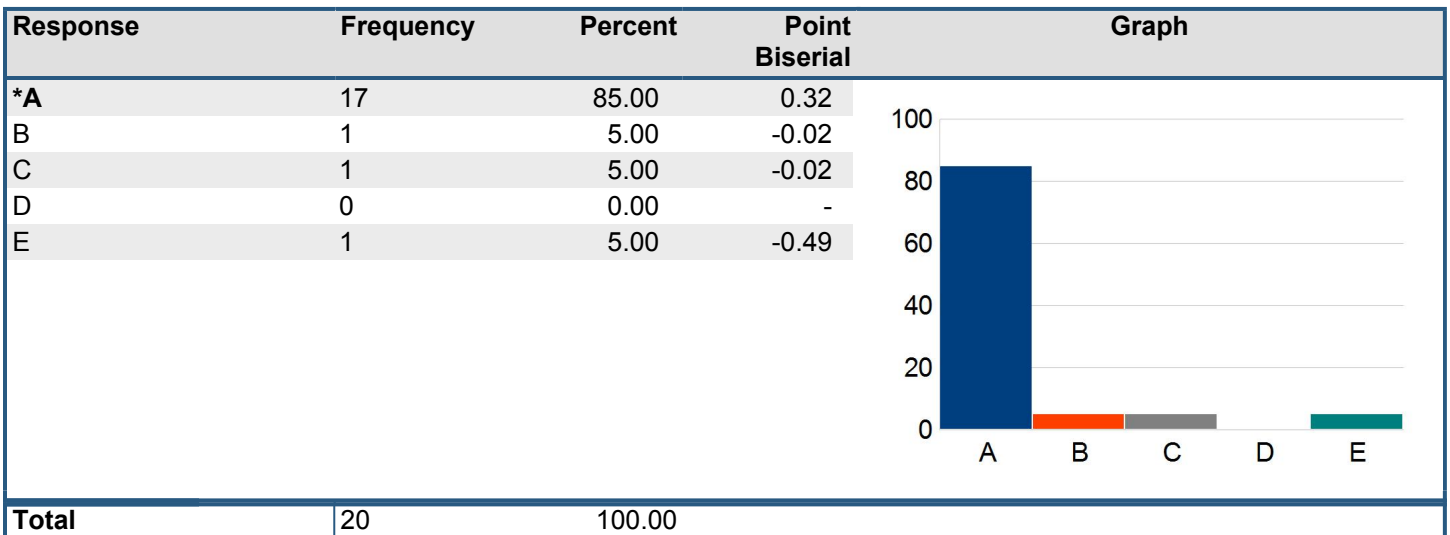 Response Frequency Percent Point Biserial Graph
*A 17 85.00 0.32
B 1 5.00 -0.02
C 1 5.00 -0.02
D 0 0.00 -
E 1 5.00 -0.49
100
80
60
40
20
0
A B C D E
Total 20 100.00